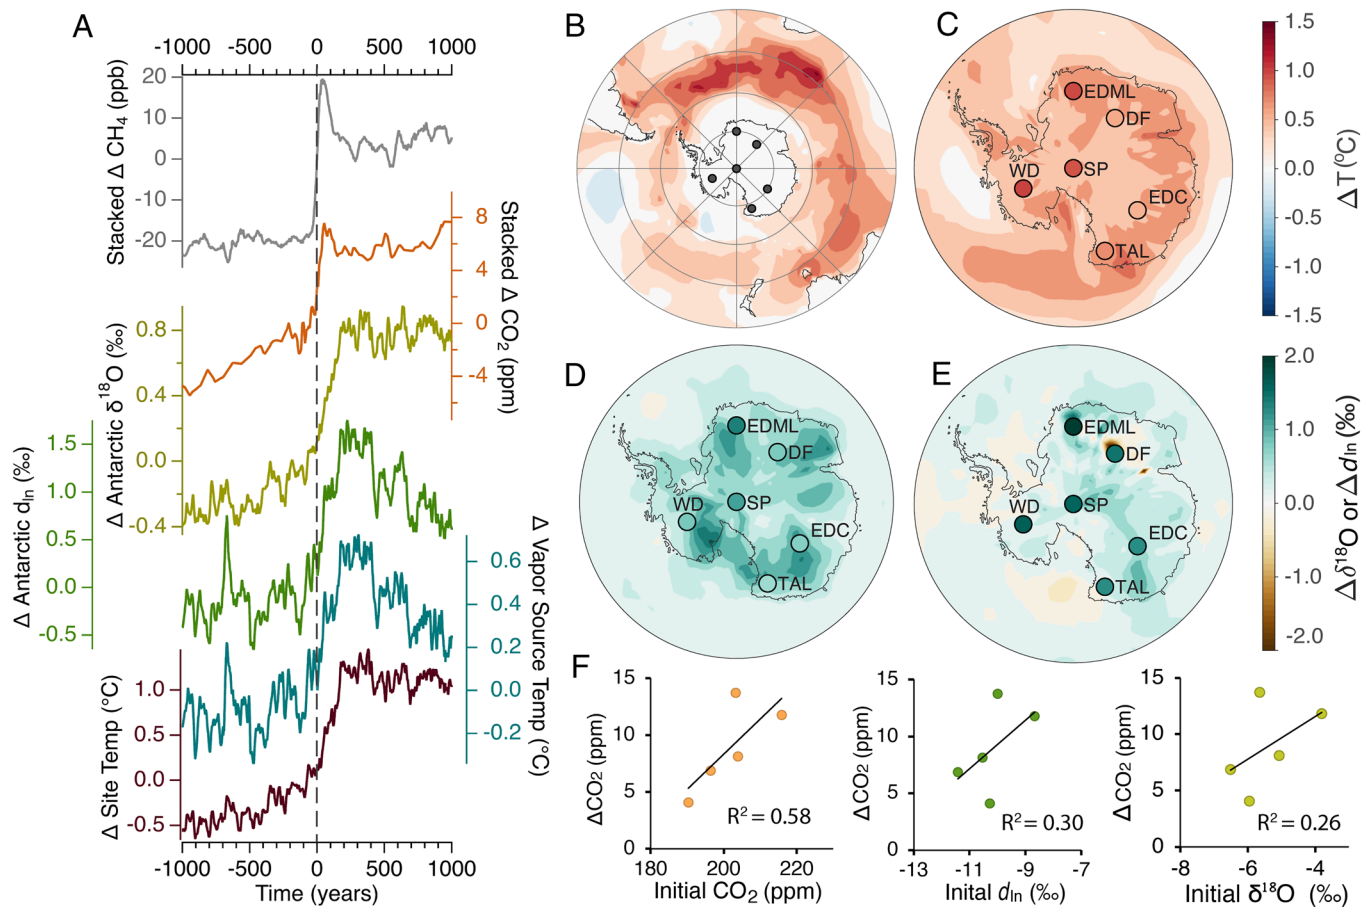 A
-1000 -500 0 500 1000
Stacked Δ CH4 (ppb)
20
10
0
-10
-20
Stacked Δ CO2 (ppm)
8
4
0
-4
Δ Antarctic δ18O (‰)
0.8
0.4
0.0
-0.4
Δ Antarctic dln (‰)
1.5
1.0
0.5
0.0
-0.5
Δ Vapor Source Temp (°C)
0.6
0.4
0.2
0.0
-0.2
Δ Site Temp (°C)
1.0
0.5
0.0
-0.5
-1000 -500 0 500 1000
Time (years)
B
C
EDML
DF
WD
SP
EDC
TAL
1.5
1.0
0.5
0.0
-0.5
-1.0
-1.5
ΔT (ºC)
D
EDML
DF
WD
SP
EDC
TAL
E
EDML
DF
WD
SP
EDC
TAL
2.0
1.0
0.0
-1.0
-2.0
Δδ18O or Δdln (‰)
F
ΔCO2 (ppm)
15
10
5
0
R2 = 0.58
180 200 220
Initial CO2 (ppm)
ΔCO2 (ppm)
15
10
5
0
R2 = 0.30
-13 -11 -9 -7
Inital dln (‰)
ΔCO2 (ppm)
15
10
5
0
R2 = 0.26
-8 -6 -4
Initial δ18O (‰)